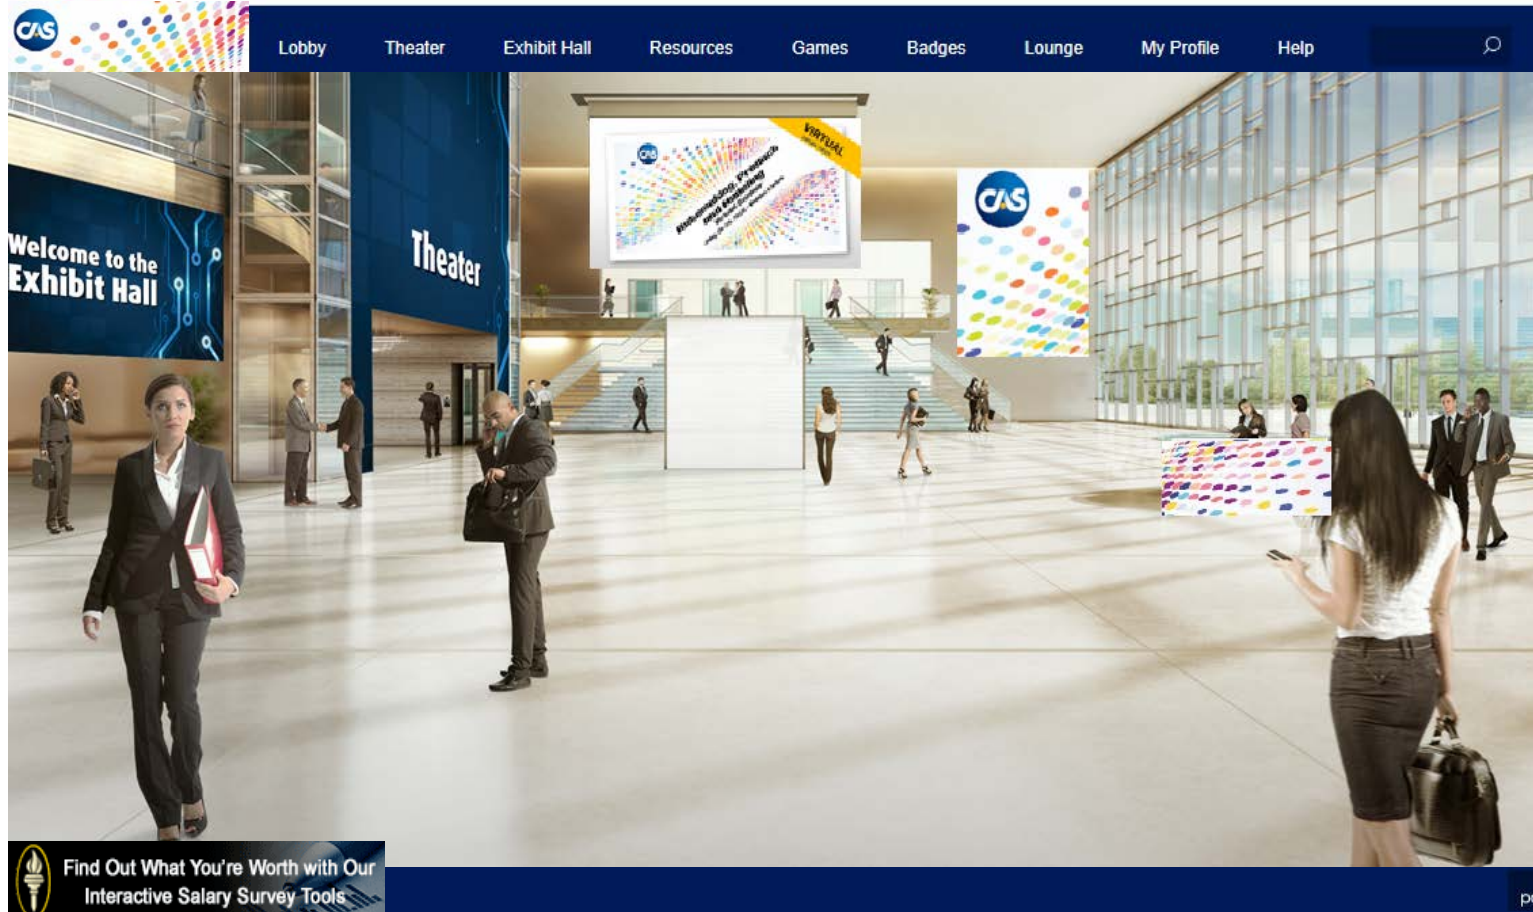 CAS
Lobby
Theater
Exhibit Hall
Resources
Games
Badges
Lounge
My Profile
Help
Welcome to the
Exhibit Hall
Theater
CAS
VIRTUAL
CAS
Find Out What You're Worth with Our
Interactive Salary Survey Tools